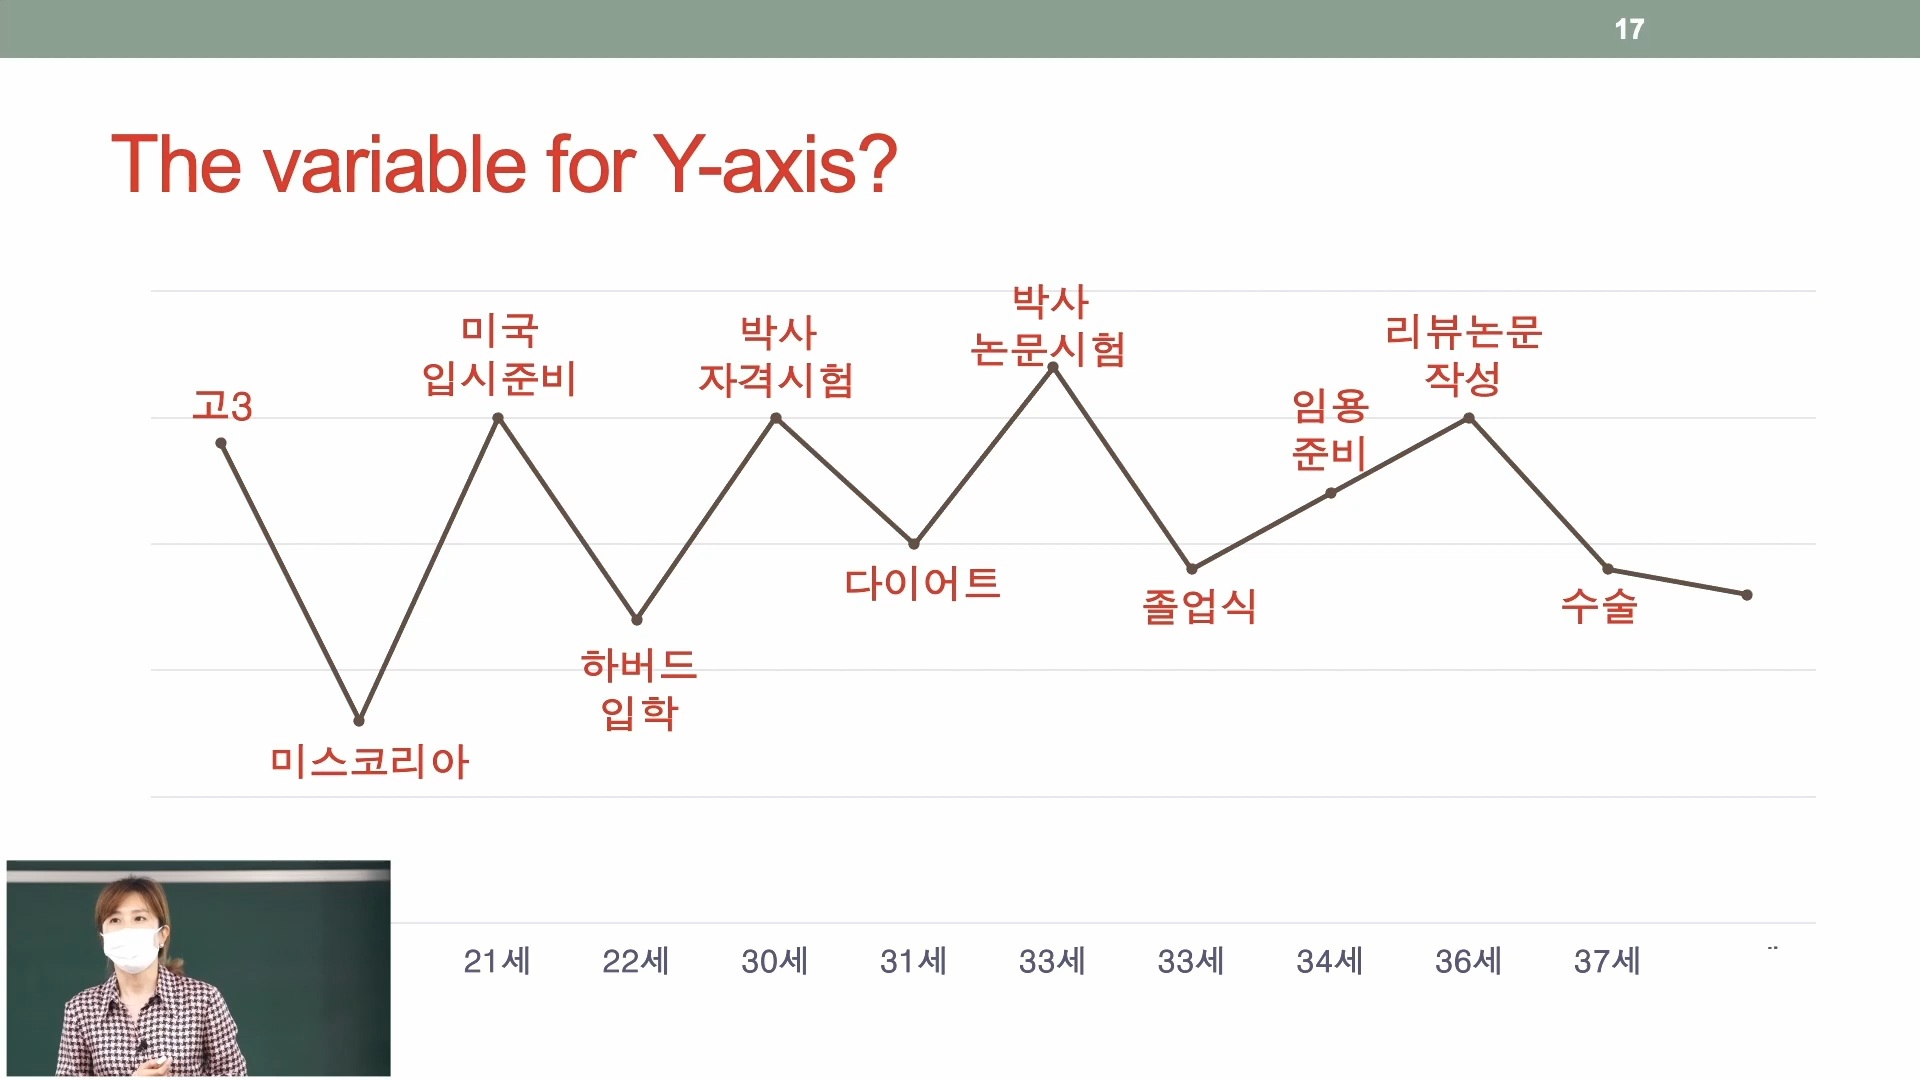 17
The variable for Y-axis?
고3
미스코리아
미국
입시준비
하버드
입학
박사
자격시험
다이어트
박사
논문시험
졸업식
임용
준비
리뷰논문
작성
수술
21세
22세
30세
31세
33세
33세
34세
36세
37세
..